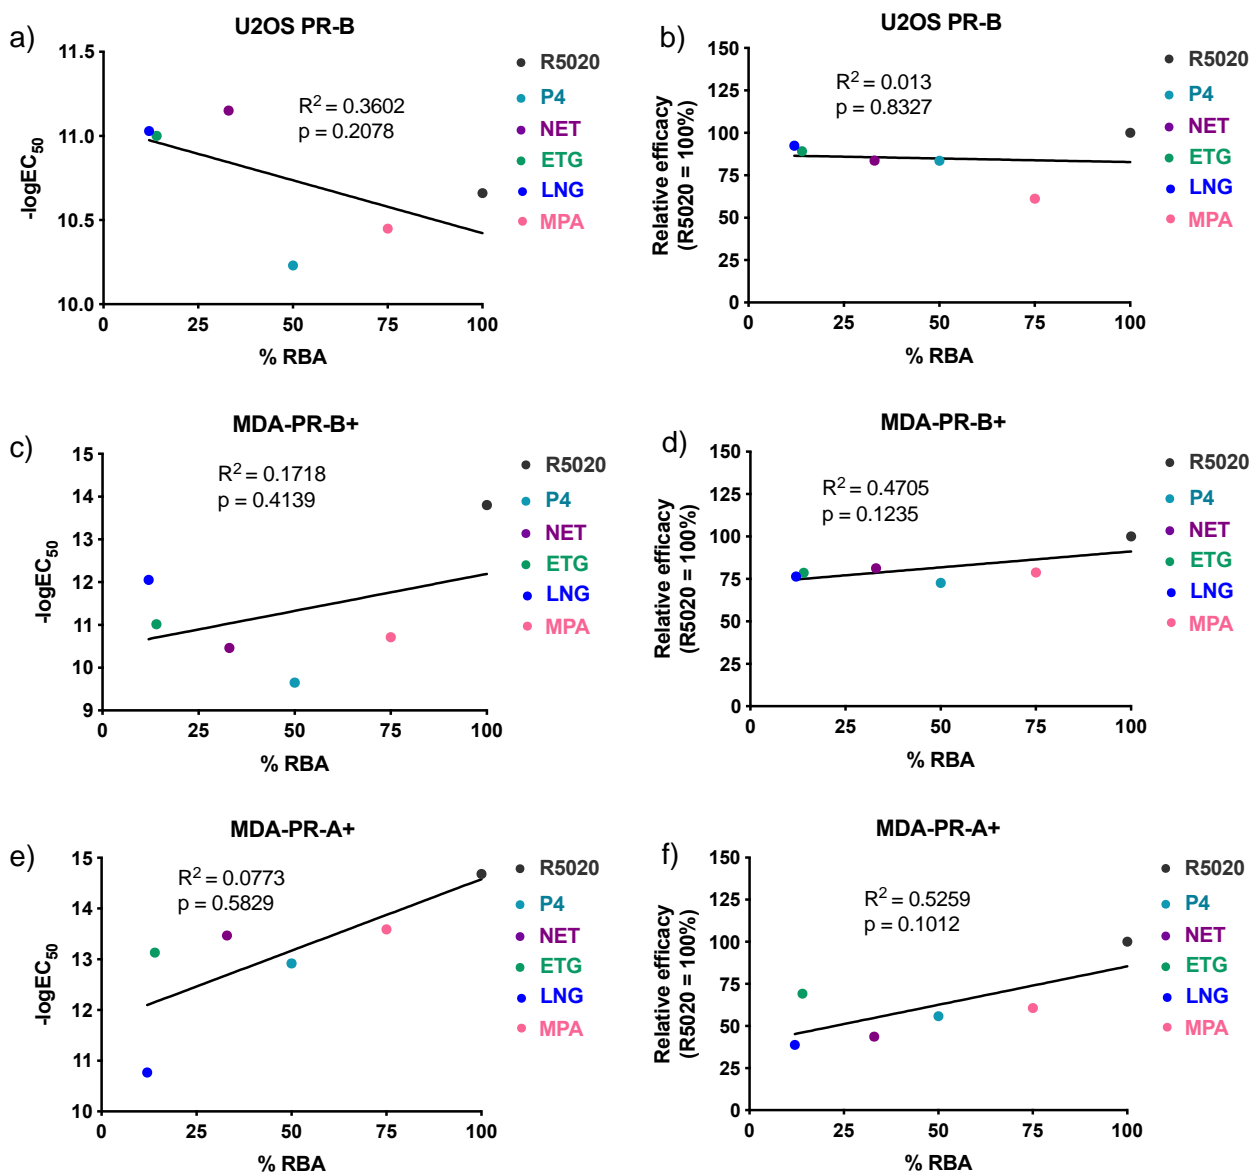 a)
U2OS PR-B
11.5
11.0
10.5
10.0
-logEC50
R2 = 0.3602
p = 0.2078
0 25 50 75 100
% RBA
R5020
P4
NET
ETG
LNG
MPA
b)
U2OS PR-B
150
125
100
75
50
25
0
Relative efficacy
(R5020 = 100%)
R2 = 0.013
p = 0.8327
0 25 50 75 100
% RBA
R5020
P4
NET
ETG
LNG
MPA
c)
MDA-PR-B+
15
14
13
12
11
10
9
-logEC50
R2 = 0.1718
p = 0.4139
0 25 50 75 100
% RBA
R5020
P4
NET
ETG
LNG
MPA
d)
MDA-PR-B+
150
125
100
75
50
25
0
Relative efficacy
(R5020 = 100%)
R2 = 0.4705
p = 0.1235
0 25 50 75 100
% RBA
R5020
P4
NET
ETG
LNG
MPA
e)
MDA-PR-A+
15
14
13
12
11
10
-logEC50
R2 = 0.0773
p = 0.5829
0 25 50 75 100
% RBA
R5020
P4
NET
ETG
LNG
MPA
f)
MDA-PR-A+
150
125
100
75
50
25
0
Relative efficacy
(R5020 = 100%)
R2 = 0.5259
p = 0.1012
0 25 50 75 100
% RBA
R5020
P4
NET
ETG
LNG
MPA